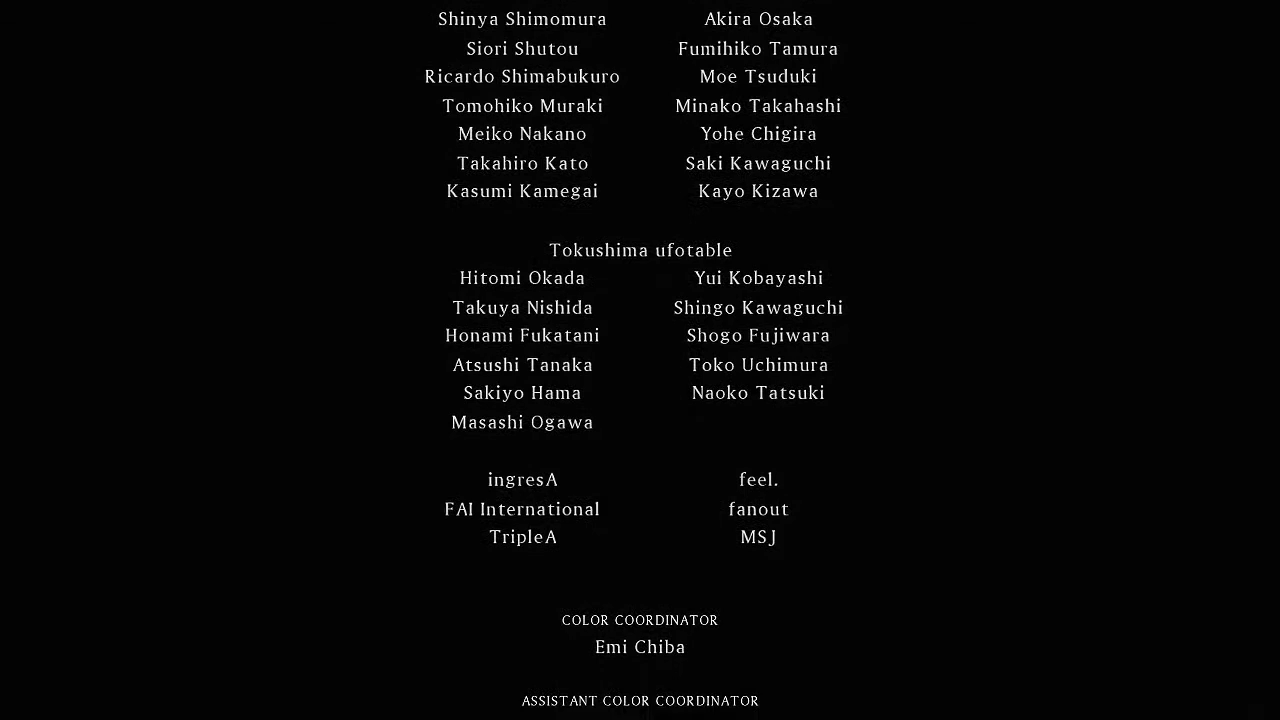 Shinya Shimomura Akira Osaka
Siori Shutou Fumihiko Tamura
Ricardo Shimabukuro Moe Tsuduki
Tomohiko Muraki Minako Takahashi
Meiko Nakano Yohe Chigira
Takahiro Kato Saki Kawaguchi
Kasumi Kamegai Kayo Kizawa
Tokushima ufotable
Hitomi Okada Yui Kobayashi
Takuya Nishida Shingo Kawaguchi
Honami Fukatani Shogo Fujiwara
Atsushi Tanaka Toko Uchimura
Sakiyo Hama Naoko Tatsuki
Masashi Ogawa
ingresA feel.
FAI International fanout
TripleA MSJ
COLOR COORDINATOR
Emi Chiba
ASSISTANT COLOR COORDINATOR